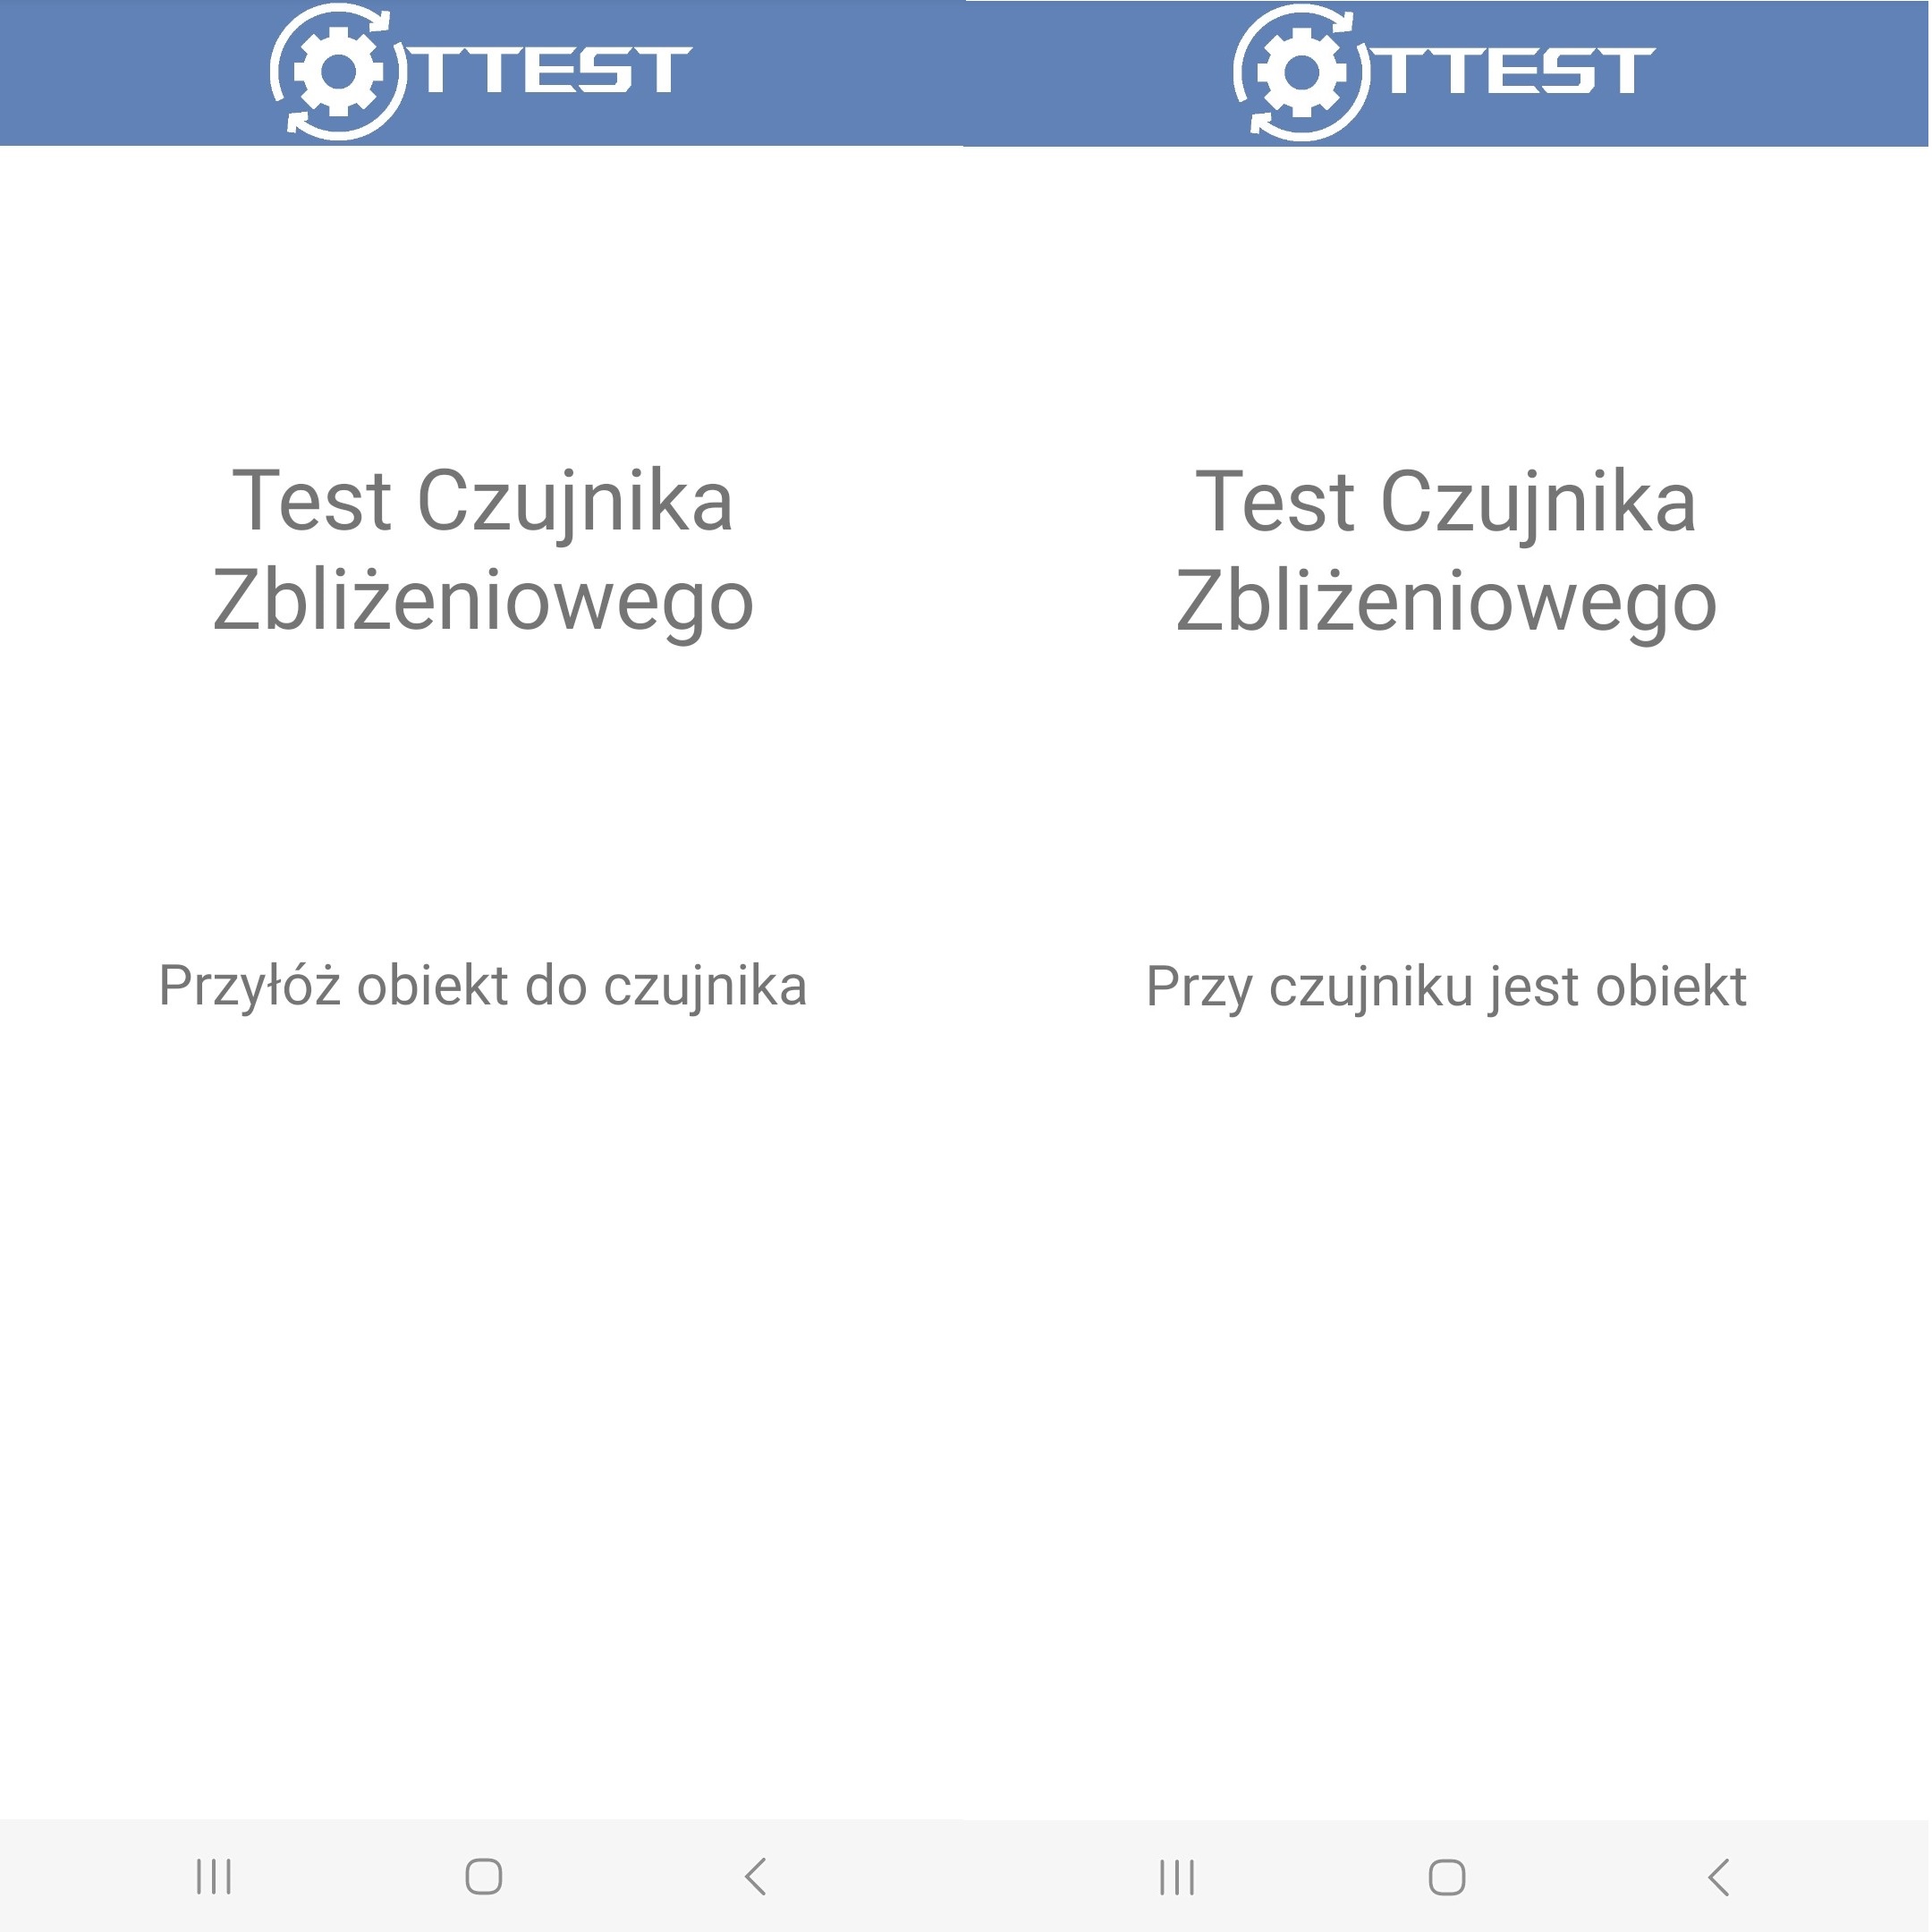 TTEST
Test Czujnika
Zbliżeniowego
Przyłóż obiekt do czujnika
TTEST
Test Czujnika
Zbliżeniowego
Przy czujniku jest obiekt